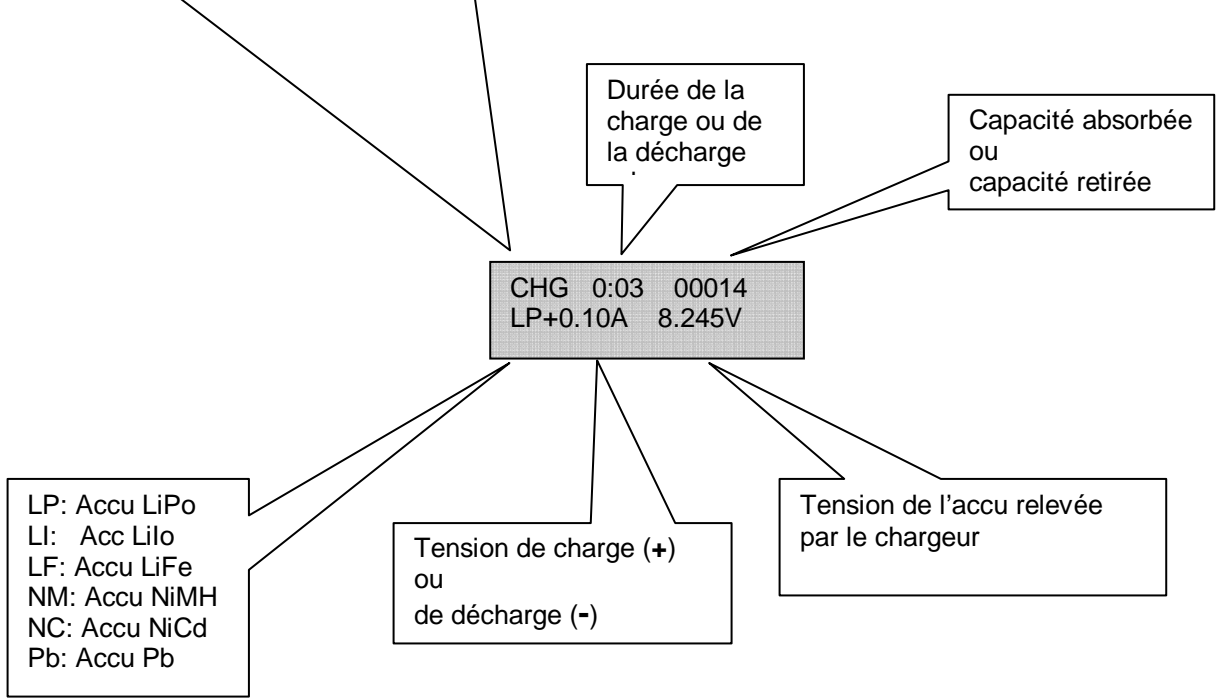 Durée de la
charge ou de
la décharge
Capacité absorbée
ou
capacité retirée
CHG 0:03 00014
LP+0.10A 8.245V
LP: Accu LiPo
LI: Acc LiIo
LF: Accu LiFe
NM: Accu NiMH
NC: Accu NiCd
Pb: Accu Pb
Tension de charge (+)
ou
de décharge (-)
Tension de l’accu relevée
par le chargeur